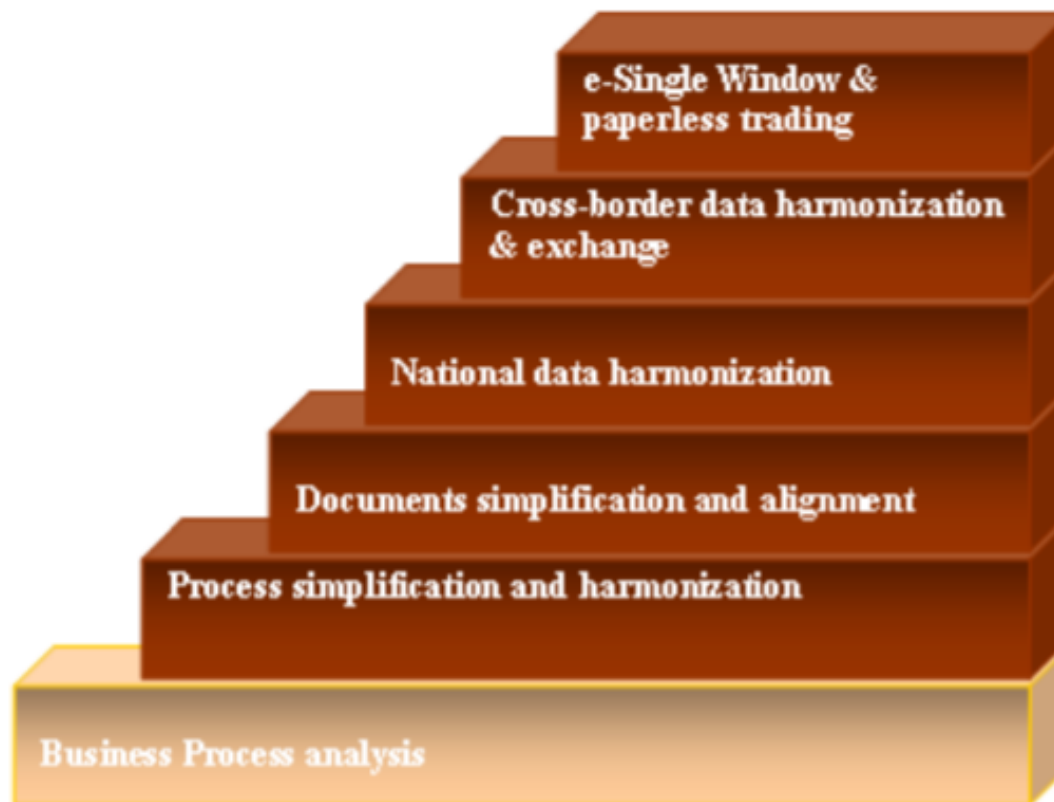 e-Single Window &
paperless trading
Cross-border data harmonization
& exchange
National data harmonization
Documents simplification and alignment
Process simplification and harmonization
Business Process analysis